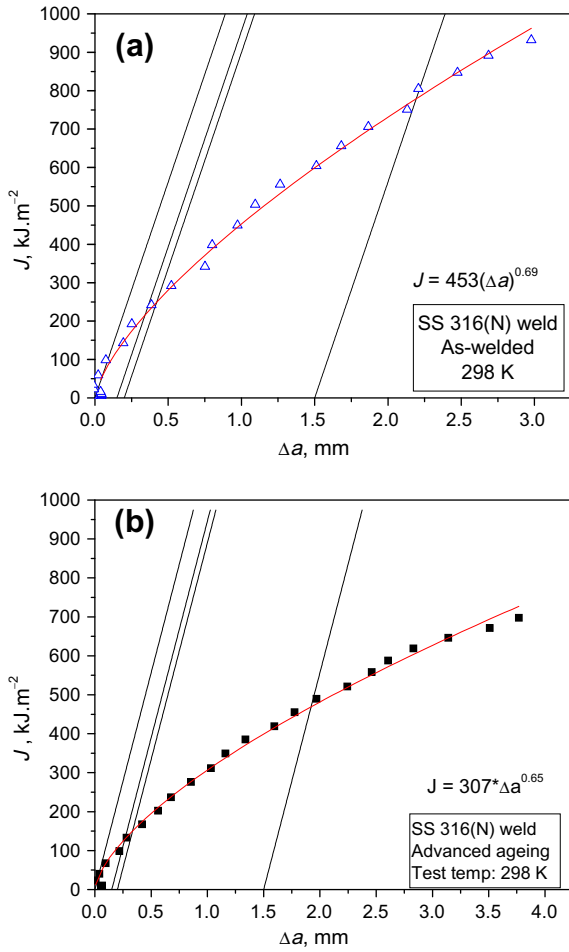 (a)
1000
900
800
700
600
500
400
300
200
100
0
J, kJ.m⁻²
J = 453(Δa)^0.69
SS 316(N) weld
As-welded
298 K
0.0 0.5 1.0 1.5 2.0 2.5 3.0
Δa, mm
(b)
1000
900
800
700
600
500
400
300
200
100
0
J, kJ.m⁻²
J = 307*Δa^0.65
SS 316(N) weld
Advanced ageing
Test temp: 298 K
0.0 0.5 1.0 1.5 2.0 2.5 3.0 3.5 4.0
Δa, mm